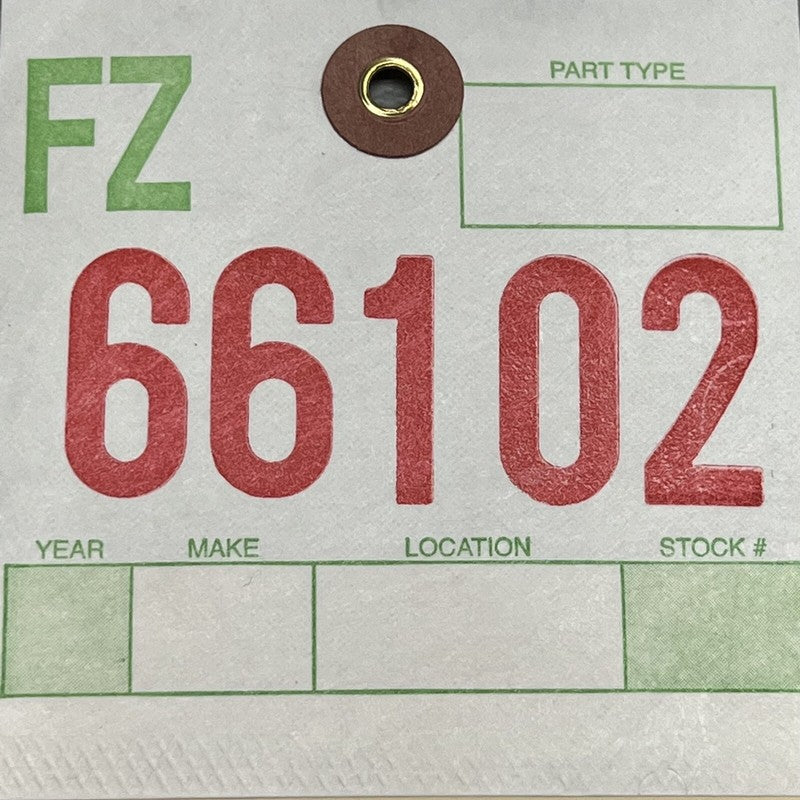 FZ
PART TYPE
66102
YEAR MAKE LOCATION STOCK #